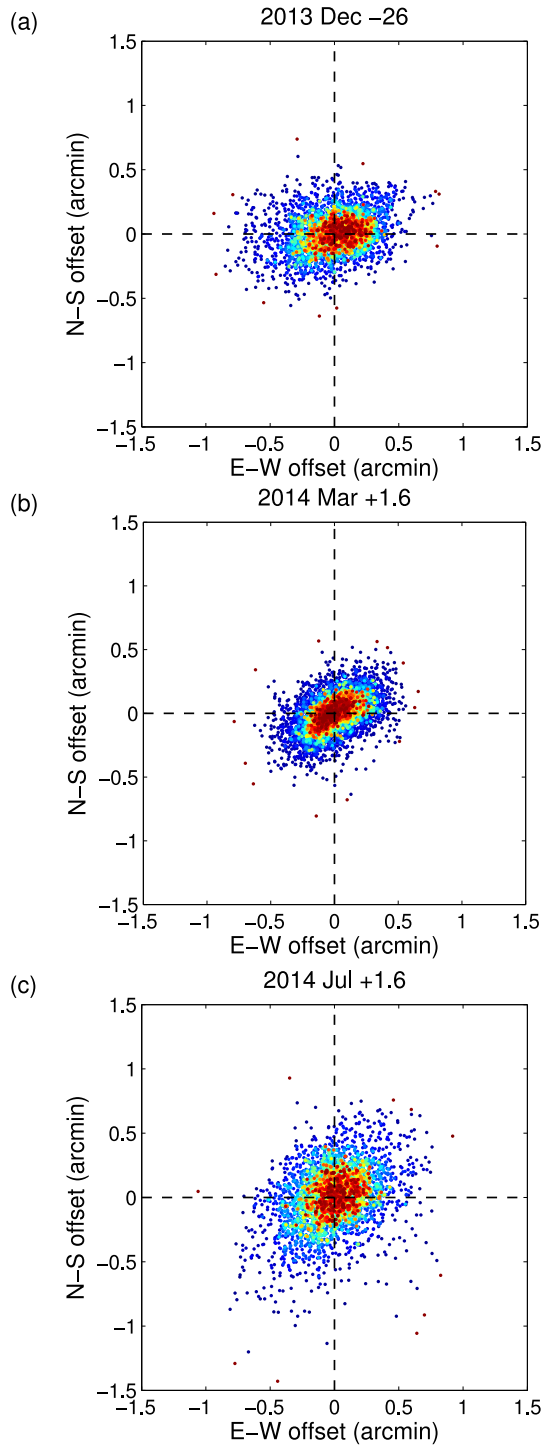 (a)
2013 Dec −26
1.5
1
0.5
0
−0.5
−1
−1.5
N−S offset (arcmin)
−1.5 −1 −0.5 0 0.5 1 1.5
E−W offset (arcmin)
(b)
2014 Mar +1.6
1.5
1
0.5
0
−0.5
−1
−1.5
N−S offset (arcmin)
−1.5 −1 −0.5 0 0.5 1 1.5
E−W offset (arcmin)
(c)
2014 Jul +1.6
1.5
1
0.5
0
−0.5
−1
−1.5
N−S offset (arcmin)
−1.5 −1 −0.5 0 0.5 1 1.5
E−W offset (arcmin)